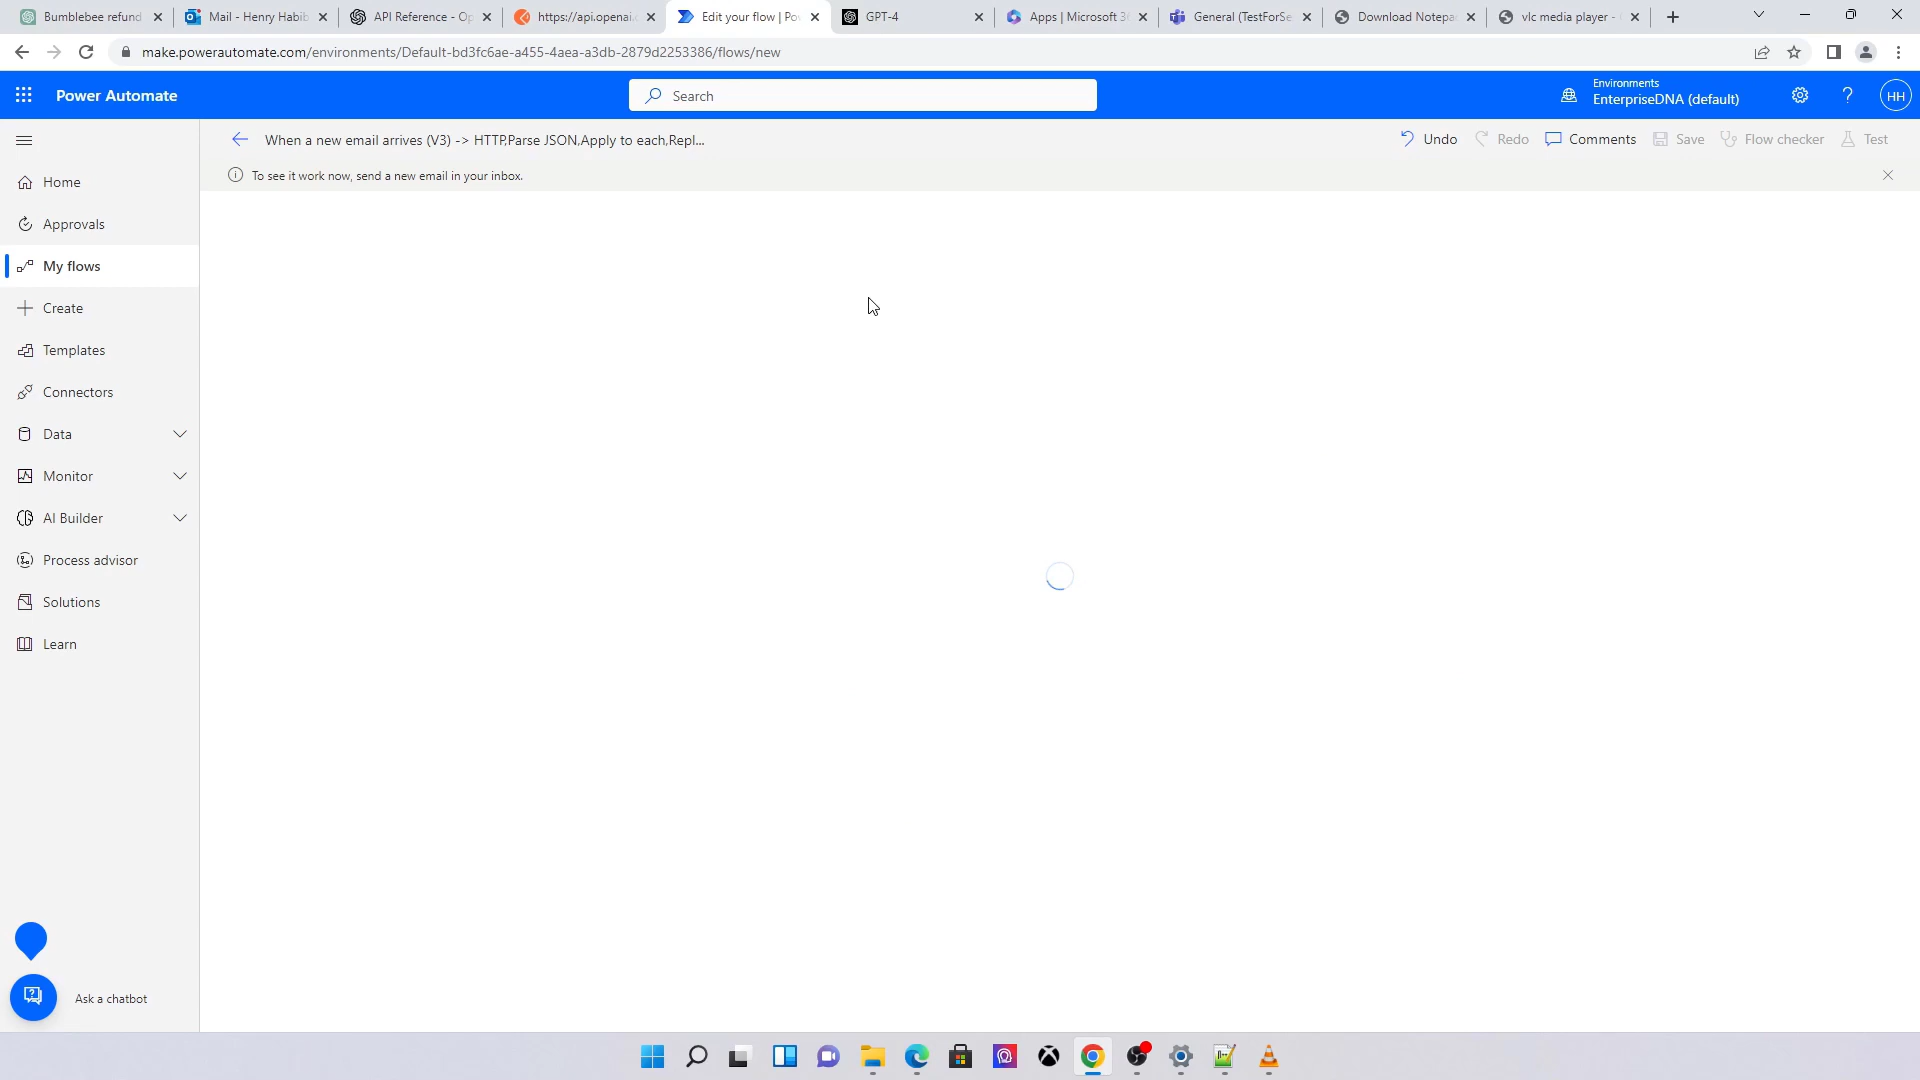 Bumblebee refund
Mail - Henry Habib
API Reference - Op
https://api.openai.
Edit your flow | Po
GPT-4
Apps | Microsoft 3
General (TestForSe
Download Notepa
vlc media player -
make.powerautomate.com/environments/Default-bd3fc6ae-a455-4aea-a3db-2879d2253386/flows/new
Power Automate
Search
Environments
EnterpriseDNA (default)
HH
When a new email arrives (V3) -> HTTP,Parse JSON,Apply to each,Repl...
Undo
Redo
Comments
Save
Flow checker
Test
To see it work now, send a new email in your inbox.
Home
Approvals
My flows
Create
Templates
Connectors
Data
Monitor
AI Builder
Process advisor
Solutions
Learn
Ask a chatbot